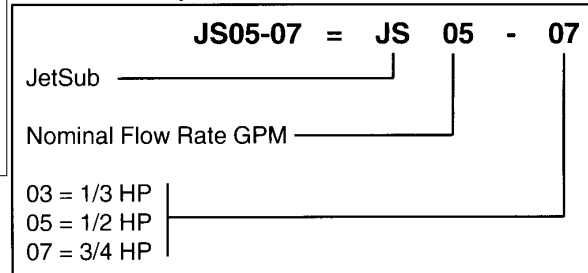 JS05-07 = JS 05 - 07
JetSub
Nominal Flow Rate GPM
03 = 1/3 HP
05 = 1/2 HP
07 = 3/4 HP